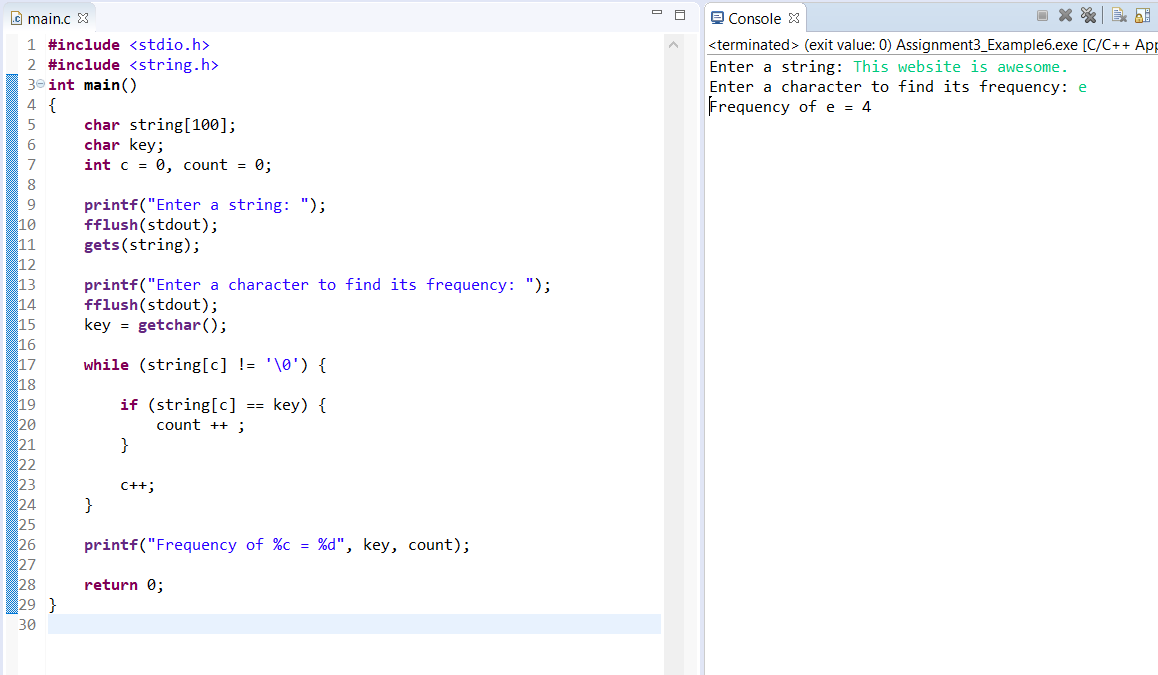 main.c
1 #include <stdio.h>
2 #include <string.h>
3 int main()
4 {
5     char string[100];
6     char key;
7     int c = 0, count = 0;
8
9     printf("Enter a string: ");
10     fflush(stdout);
11     gets(string);
12
13     printf("Enter a character to find its frequency: ");
14     fflush(stdout);
15     key = getchar();
16
17     while (string[c] != '\0') {
18
19         if (string[c] == key) {
20             count ++ ;
21         }
22
23         c++;
24     }
25
26     printf("Frequency of %c = %d", key, count);
27
28     return 0;
29 }
30
Console
<terminated> (exit value: 0) Assignment3_Example6.exe [C/C++ App
Enter a string: This website is awesome.
Enter a character to find its frequency: e
Frequency of e = 4